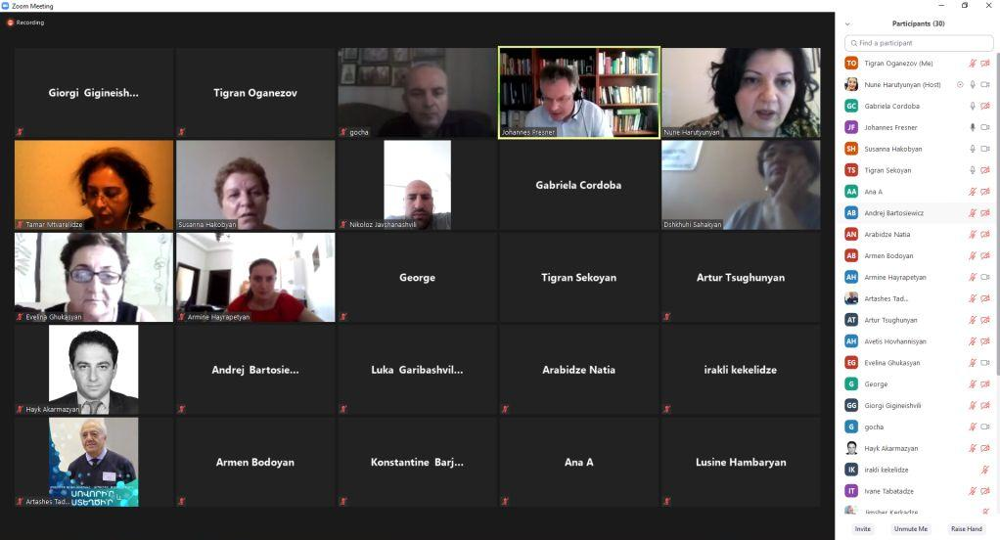 Zoom Meeting
Recording
Giorgi Gigineish...
Tigran Oganezov
gocha
Johannes Fresner
Nune Harutyunyan
Tamar Mtvarelidze
Susanna Hakobyan
Nikoloz Javshanashvili
Gabriela Cordoba
Dshkhuhi Sahakyan
Evelina Ghukasyan
Armine Hayrapetyan
George
Tigran Sekoyan
Artur Tsughunyan
Hayk Akarmazyan
Andrej Bartosie...
Luka Garibashvil...
Arabidze Natia
irakli kekelidze
ՍՈՎՈՐԻՐ և
ՍՏԵՂԾԻՐ
Artashes Tad...
Armen Bodoyan
Konstantine Barj...
Ana A
Lusine Hambaryan
Participants (30)
Find a participant
TO Tigran Oganezov (Me)
Nune Harutyunyan (Host)
GC Gabriela Cordoba
JF Johannes Fresner
SH Susanna Hakobyan
TS Tigran Sekoyan
AA Ana A
AB Andrej Bartosiewicz
AN Arabidze Natia
AB Armen Bodoyan
AH Armine Hayrapetyan
Artashes Tad...
AT Artur Tsughunyan
AH Avetis Hovhannisyan
EG Evelina Ghukasyan
G George
GG Giorgi Gigineishvili
G gocha
Hayk Akarmazyan
IK irakli kekelidze
IT Ivane Tabatadze
Jimsher Kerkadze
Invite Unmute Me Raise Hand